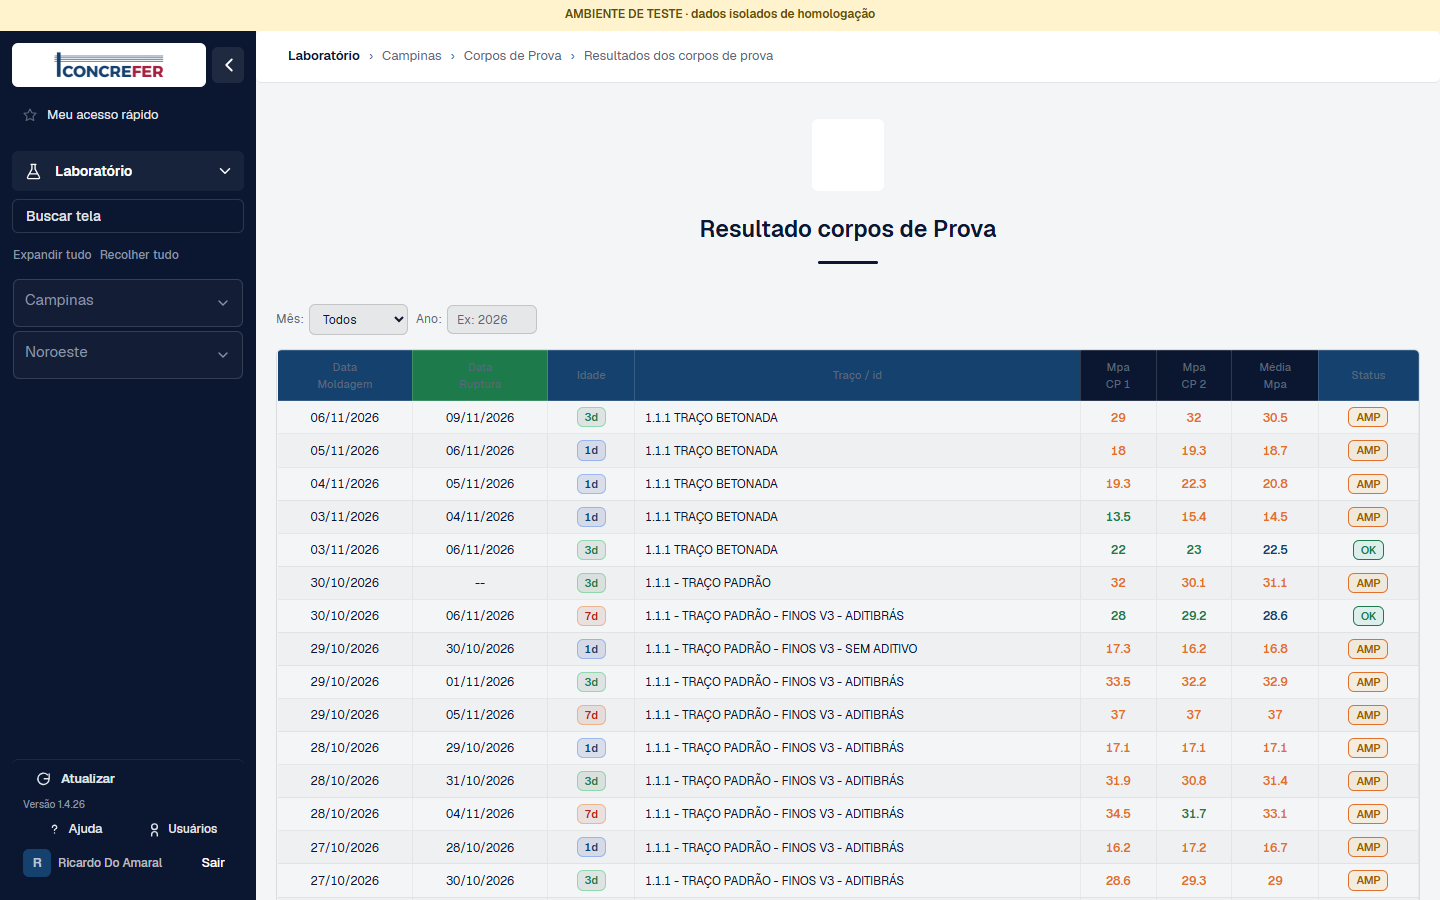 AMBIENTE DE TESTE · dados isolados de homologação
CONCREFER
Meu acesso rápido
Laboratório
Buscar tela
Expandir tudo Recolher tudo
Campinas
Noroeste
Atualizar
Versão 1.4.26
? Ajuda Usuários
R Ricardo Do Amaral Sair
Laboratório › Campinas › Corpos de Prova › Resultados dos corpos de prova
Resultado corpos de Prova
Mês: Todos Ano: Ex: 2026
Data Moldagem Data Ruptura Idade Traço / id Mpa CP 1 Mpa CP 2 Média Mpa Status
06/11/2026 09/11/2026 3d 1.1.1 TRAÇO BETONADA 29 32 30.5 AMP
05/11/2026 06/11/2026 1d 1.1.1 TRAÇO BETONADA 18 19.3 18.7 AMP
04/11/2026 05/11/2026 1d 1.1.1 TRAÇO BETONADA 19.3 22.3 20.8 AMP
03/11/2026 04/11/2026 1d 1.1.1 TRAÇO BETONADA 13.5 15.4 14.5 AMP
03/11/2026 06/11/2026 3d 1.1.1 TRAÇO BETONADA 22 23 22.5 OK
30/10/2026 -- 3d 1.1.1 - TRAÇO PADRÃO 32 30.1 31.1 AMP
30/10/2026 06/11/2026 7d 1.1.1 - TRAÇO PADRÃO - FINOS V3 - ADITIBRÁS 28 29.2 28.6 OK
29/10/2026 30/10/2026 1d 1.1.1 - TRAÇO PADRÃO - FINOS V3 - SEM ADITIVO 17.3 16.2 16.8 AMP
29/10/2026 01/11/2026 3d 1.1.1 - TRAÇO PADRÃO - FINOS V3 - ADITIBRÁS 33.5 32.2 32.9 AMP
29/10/2026 05/11/2026 7d 1.1.1 - TRAÇO PADRÃO - FINOS V3 - ADITIBRÁS 37 37 37 AMP
28/10/2026 29/10/2026 1d 1.1.1 - TRAÇO PADRÃO - FINOS V3 - ADITIBRÁS 17.1 17.1 17.1 AMP
28/10/2026 31/10/2026 3d 1.1.1 - TRAÇO PADRÃO - FINOS V3 - ADITIBRÁS 31.9 30.8 31.4 AMP
28/10/2026 04/11/2026 7d 1.1.1 - TRAÇO PADRÃO - FINOS V3 - ADITIBRÁS 34.5 31.7 33.1 AMP
27/10/2026 28/10/2026 1d 1.1.1 - TRAÇO PADRÃO - FINOS V3 - ADITIBRÁS 16.2 17.2 16.7 AMP
27/10/2026 30/10/2026 3d 1.1.1 - TRAÇO PADRÃO - FINOS V3 - ADITIBRÁS 28.6 29.3 29 AMP